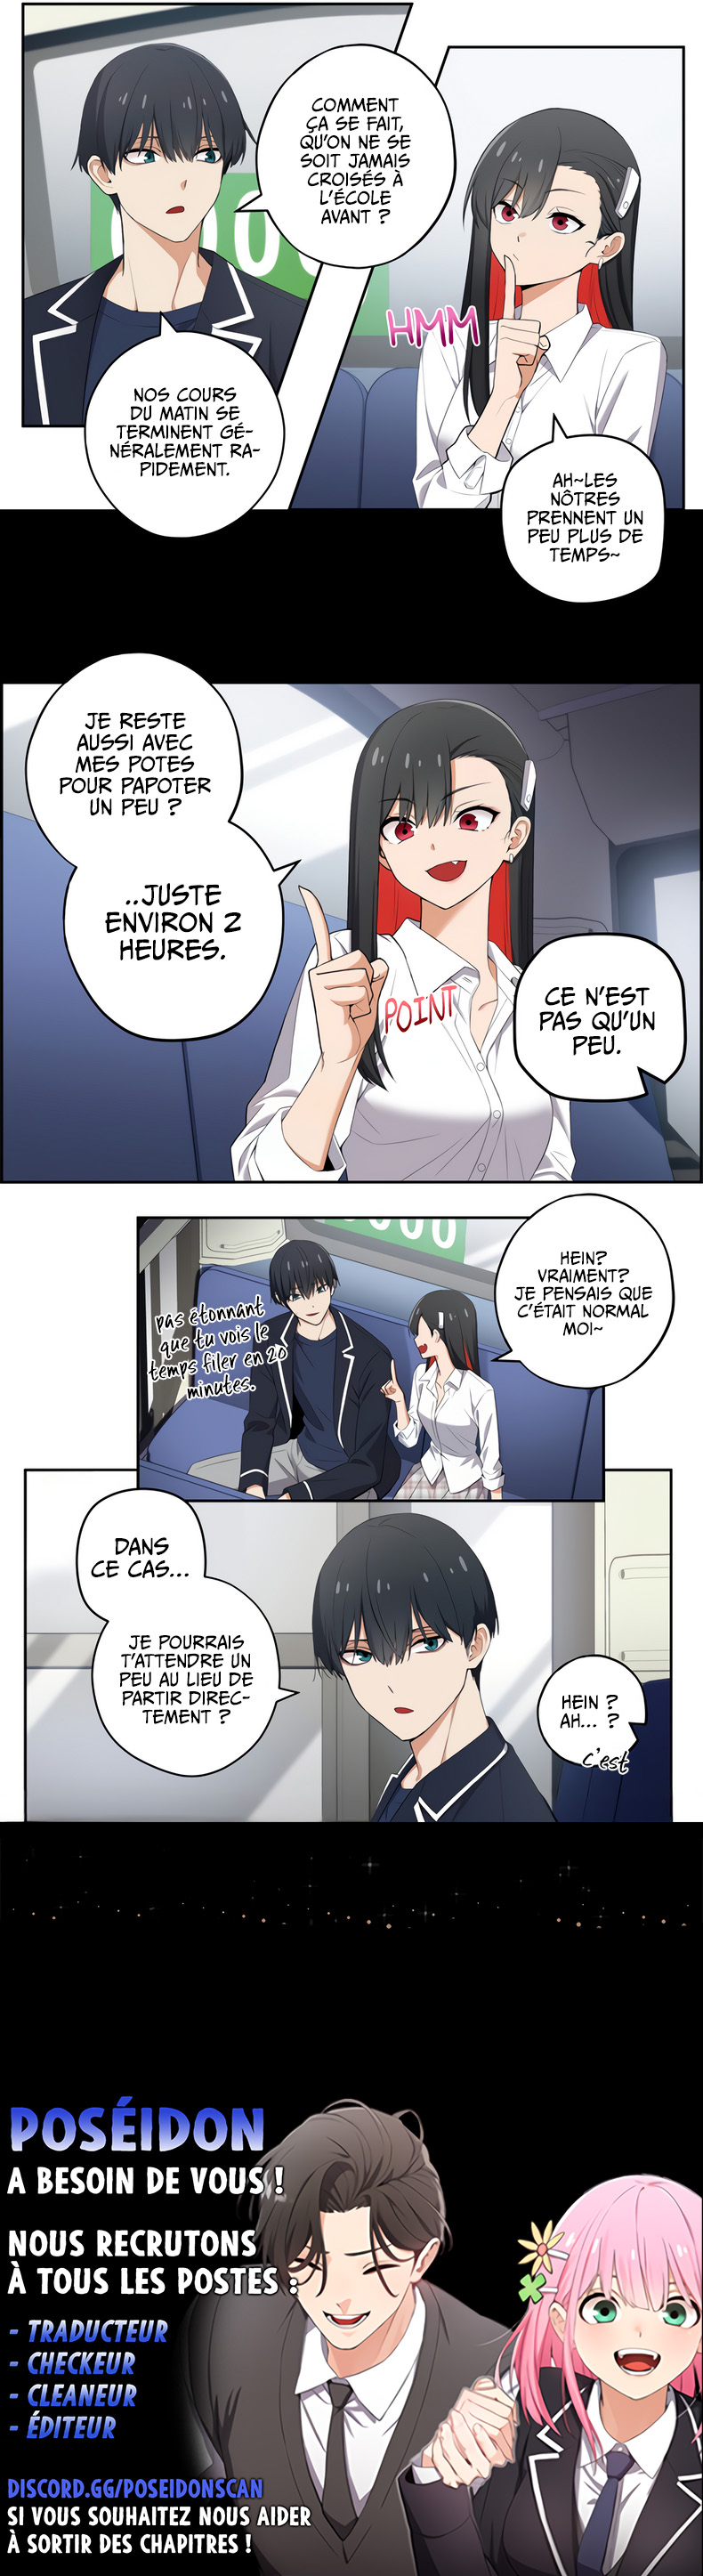 COMMENT
ÇA SE FAIT,
QU'ON NE SE
SOIT JAMAIS
CROISÉS À
L'ÉCOLE
AVANT ?
HMM
NOS COURS
DU MATIN SE
TERMINENT GÉ-
NÉRALEMENT RA-
PIDEMENT.
AH~LES
NÔTRES
PRENNENT UN
PEU PLUS DE
TEMPS~
JE RESTE
AUSSI AVEC
MES POTES
POUR PAPOTER
UN PEU ?
..JUSTE
ENVIRON 2
HEURES.
POINT
CE N'EST
PAS QU'UN
PEU.
HEIN?
VRAIMENT?
JE PENSAIS QUE
C'ÉTAIT NORMAL
MOI~
pas étonnant
que tu vois le
temps filer en 20
minutes.
DANS
CE CAS...
JE POURRAIS
T'ATTENDRE UN
PEU AU LIEU DE
PARTIR DIREC-
TEMENT ?
HEIN ?
AH... ?
c'est
POSÉIDON
A BESOIN DE VOUS !
NOUS RECRUTONS
À TOUS LES POSTES :
- TRADUCTEUR
- CHECKEUR
- CLEANEUR
- ÉDITEUR
DISCORD.GG/POSEIDONSCAN
SI VOUS SOUHAITEZ NOUS AIDER
À SORTIR DES CHAPITRES !